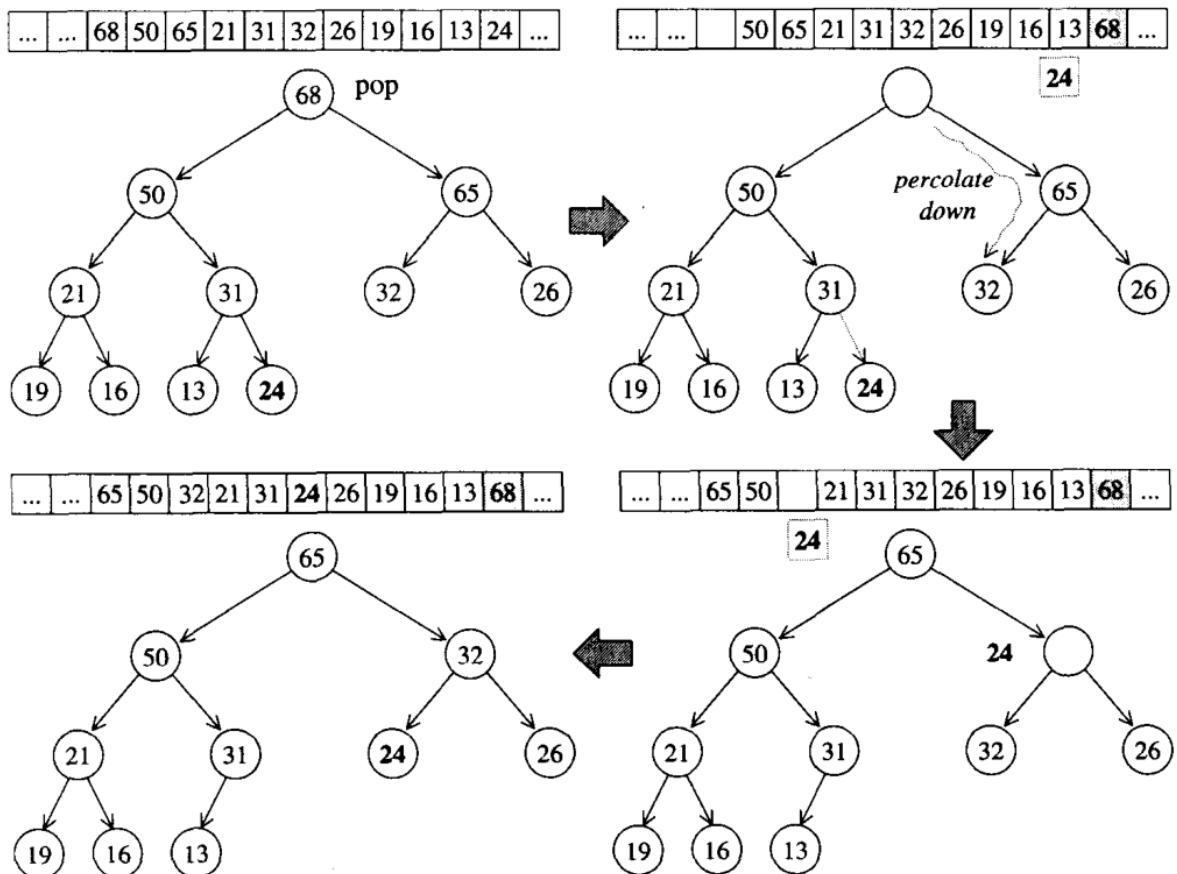 ... ... 68 50 65 21 31 32 26 19 16 13 24 ...
68 pop
50 65
21 31 32 26
19 16 13 24
... ... 50 65 21 31 32 26 19 16 13 68 ...
24
percolate
down
50 65
21 31 32 26
19 16 13 24
... ... 65 50 21 31 32 26 19 16 13 68 ...
24
65
50 24
21 31 32 26
19 16 13
... ... 65 50 32 21 31 24 26 19 16 13 68 ...
65
50 32
21 31 24 26
19 16 13